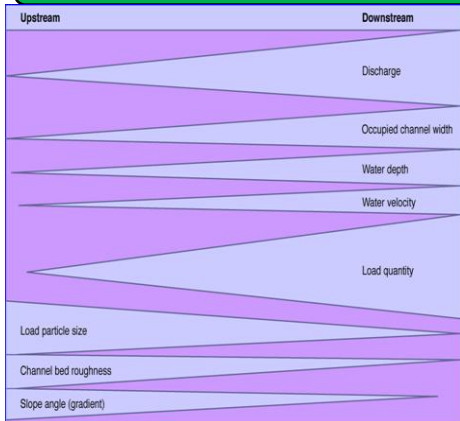 Upstream Downstream
Discharge
Occupied channel width
Water depth
Water velocity
Load quantity
Load particle size
Channel bed roughness
Slope angle (gradient)